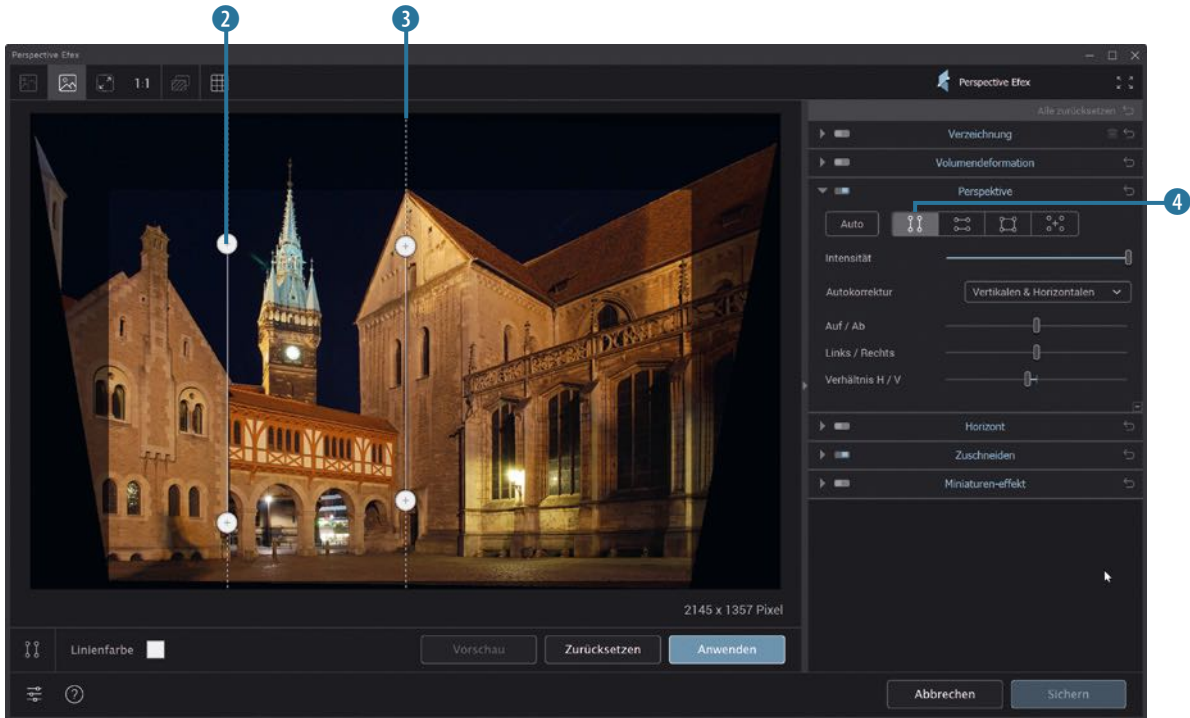 2
3
Perspective Efex
1:1
Perspective Efex
Alle zurücksetzen
Verzeichnung
Volumendeformation
Perspektive
4
Auto
Intensität
Autokorrektur
Vertikalen & Horizontalen
Auf / Ab
Links / Rechts
Verhältnis H / V
Horizont
Zuschneiden
Miniaturen-effekt
2145 x 1357 Pixel
Linienfarbe
Vorschau
Zurücksetzen
Anwenden
?
Abbrechen
Sichern